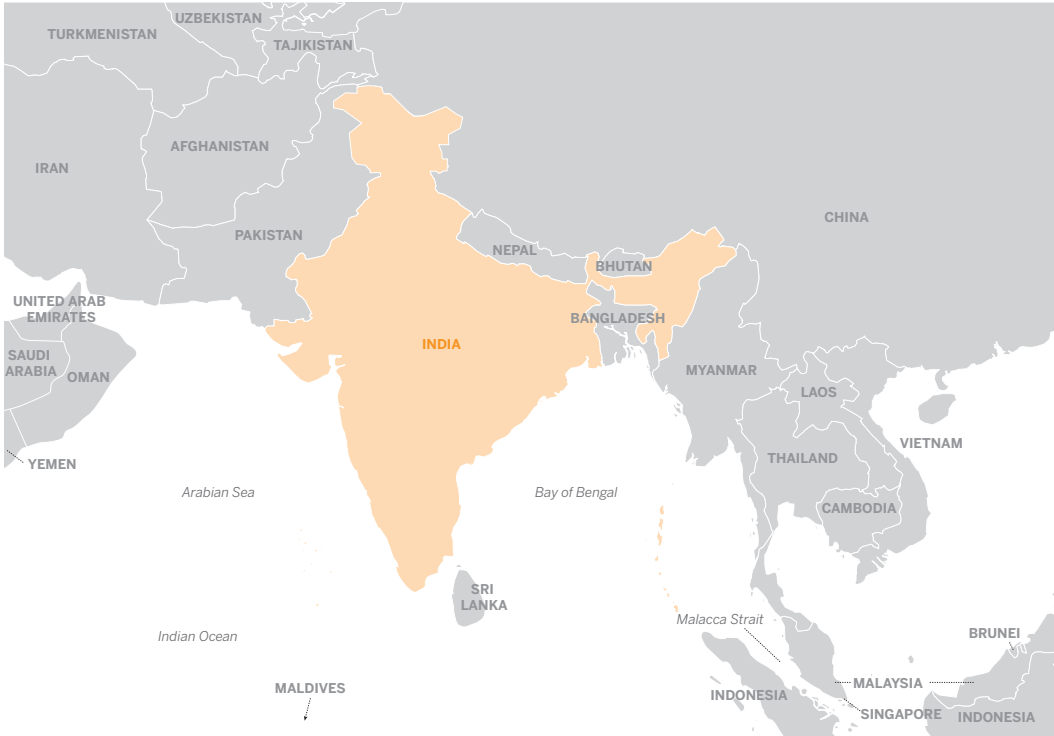 UZBEKISTAN
TURKMENISTAN
TAJIKISTAN
AFGHANISTAN
IRAN
CHINA
PAKISTAN
NEPAL
BHUTAN
UNITED ARAB
EMIRATES
BANGLADESH
INDIA
SAUDI
ARABIA
OMAN
MYANMAR
LAOS
VIETNAM
YEMEN
THAILAND
Arabian Sea
Bay of Bengal
CAMBODIA
SRI
LANKA
Malacca Strait
Indian Ocean
BRUNEI
MALDIVES
MALAYSIA
INDONESIA
SINGAPORE
INDONESIA